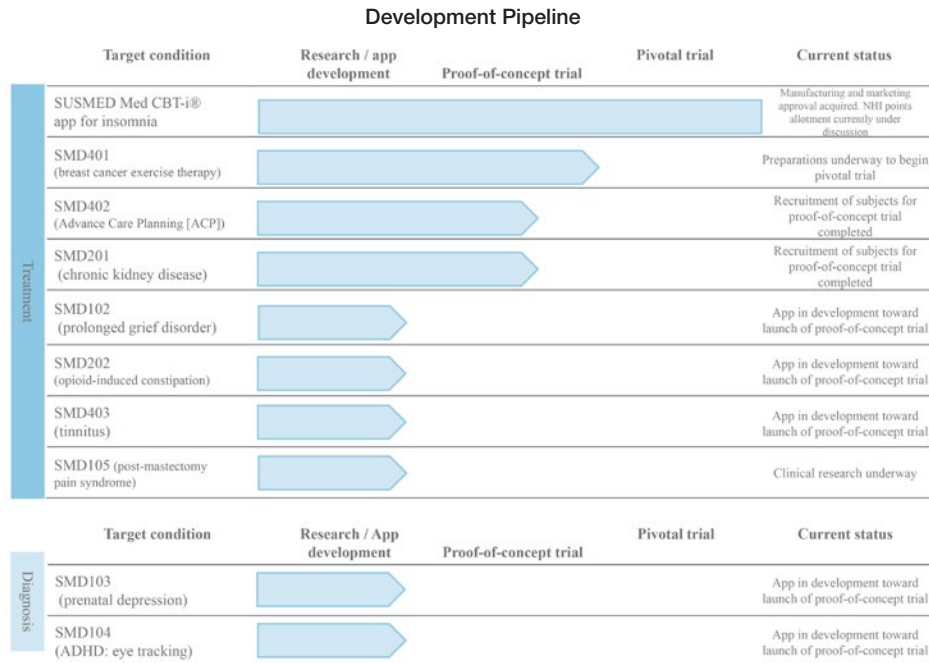 Development Pipeline
Target condition
Research / app
development
Proof-of-concept trial
Pivotal trial
Current status
Treatment
SUSMED Med CBT-i®
app for insomnia
Manufacturing and marketing
approval acquired. NHI points
allotment currently under
discussion
SMD401
(breast cancer exercise therapy)
Preparations underway to begin
pivotal trial
SMD402
(Advance Care Planning [ACP])
Recruitment of subjects for
proof-of-concept trial
completed
SMD201
(chronic kidney disease)
Recruitment of subjects for
proof-of-concept trial
completed
SMD102
(prolonged grief disorder)
App in development toward
launch of proof-of-concept trial
SMD202
(opioid-induced constipation)
App in development toward
launch of proof-of-concept trial
SMD403
(tinnitus)
App in development toward
launch of proof-of-concept trial
SMD105 (post-mastectomy
pain syndrome)
Clinical research underway
Target condition
Research / App
development
Proof-of-concept trial
Pivotal trial
Current status
Diagnosis
SMD103
(prenatal depression)
App in development toward
launch of proof-of-concept trial
SMD104
(ADHD: eye tracking)
App in development toward
launch of proof-of-concept trial